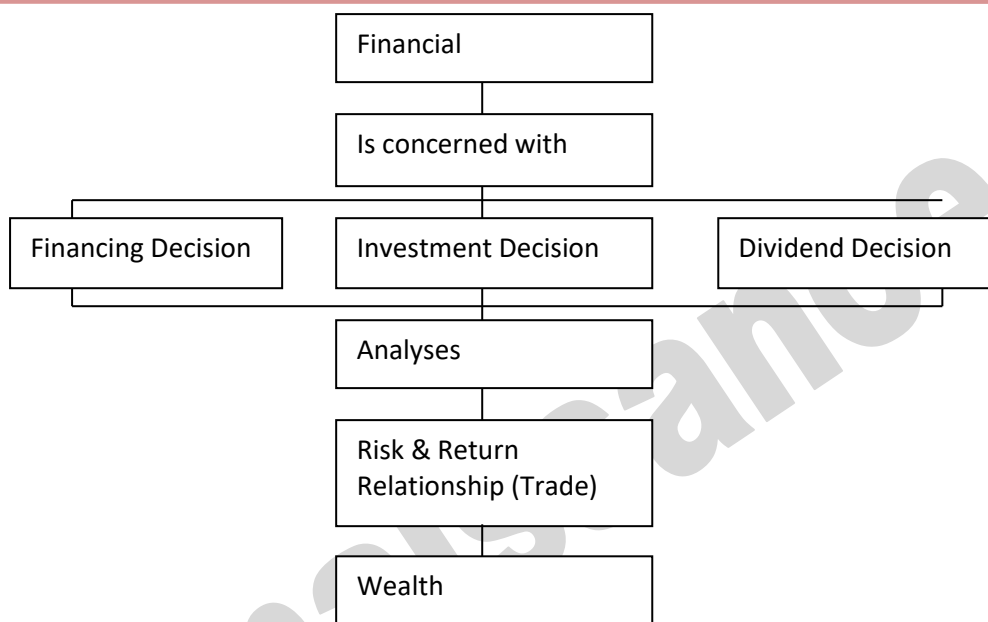 Financial
Is concerned with
Financing Decision
Investment Decision
Dividend Decision
Analyses
Risk & Return
Relationship (Trade)
Wealth